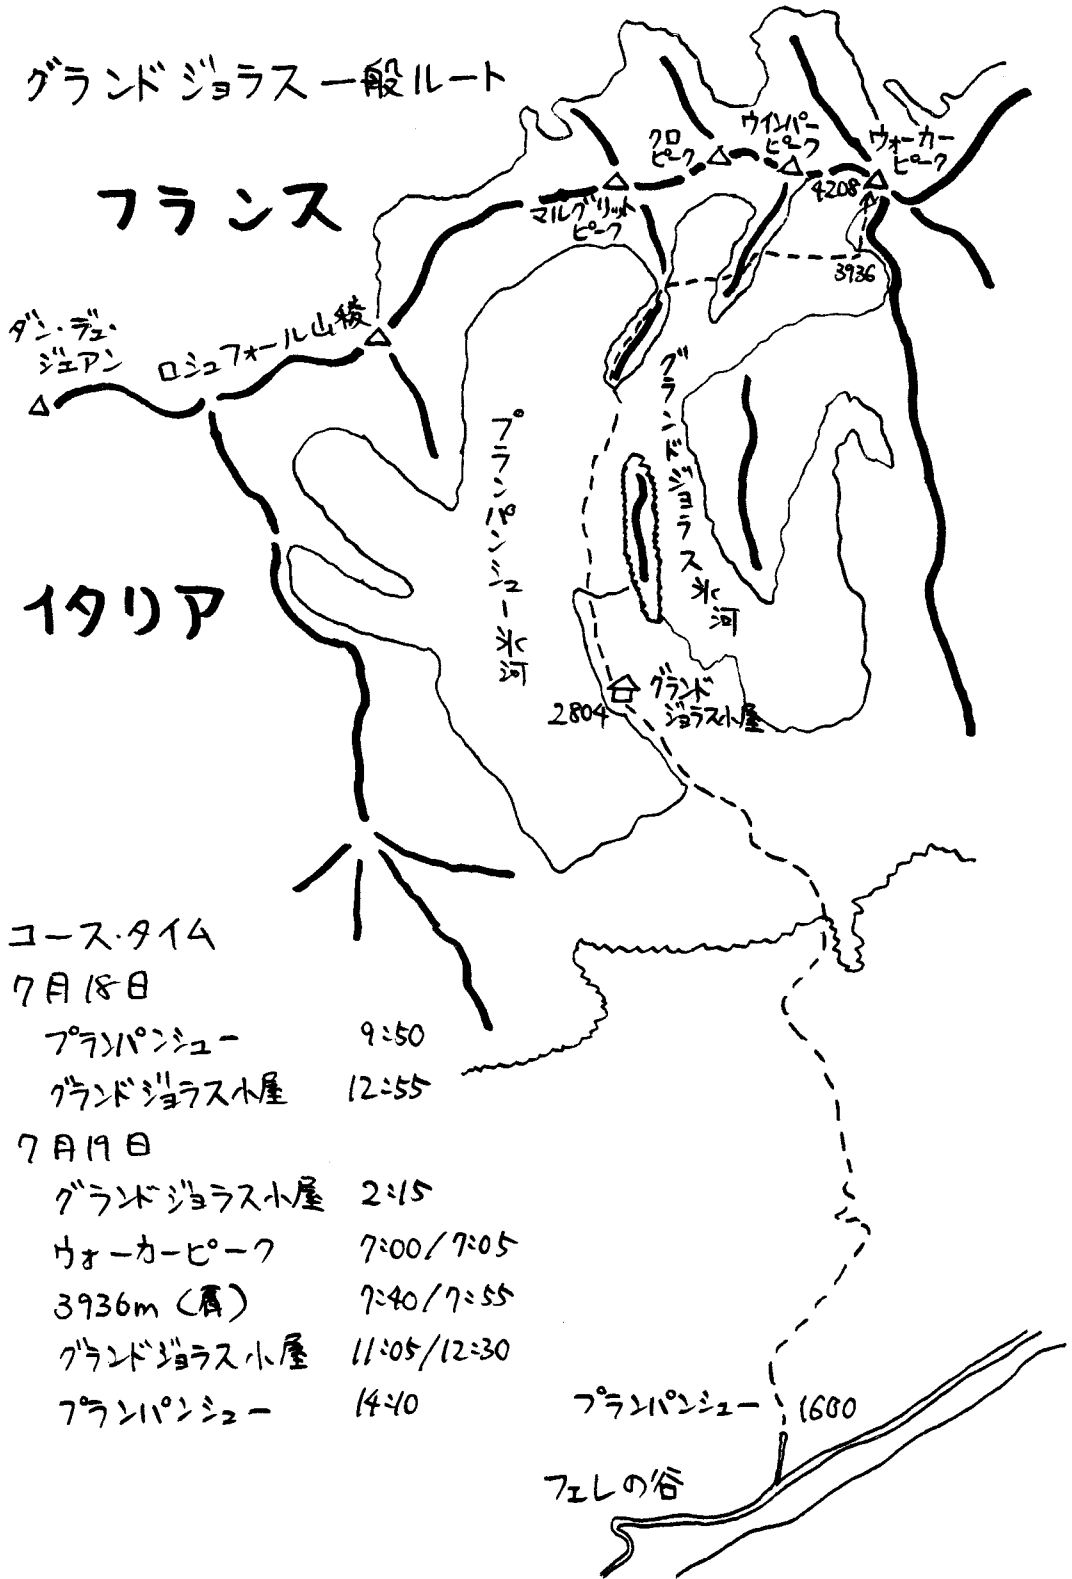 グランドジョラス一般ルート
フランス
クロ
ピーク
ウインパー
ピーク
ウォーカー
ピーク
4208
マルグリット
ピーク
3936
ダン・デュ・
ジェアン
ロシュフォール山稜
グランドジョラス氷河
プランパンシュー氷河
イタリア
グランド
ジョラス小屋
2804
コース・タイム
7月18日
プランパンシュー 9:50
グランドジョラス小屋 12:55
7月19日
グランドジョラス小屋 2:15
ウォーカーピーク 7:00/7:05
3936m(肩) 7:40/7:55
グランドジョラス小屋 11:05/12:30
プランパンシュー 14:10
プランパンシュー 1600
フェレの谷